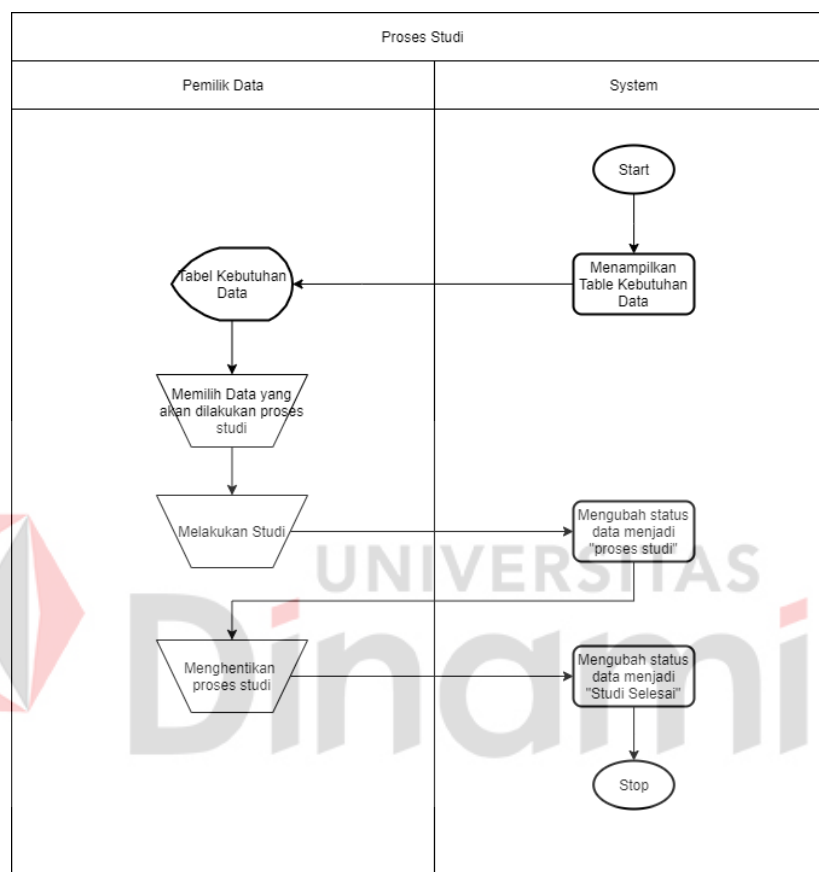 Proses Studi
Pemilik Data
System
Start
Menampilkan
Table Kebutuhan
Data
Tabel Kebutuhan
Data
Memilih Data yang
akan dilakukan proses
studi
Melakukan Studi
Mengubah status
data menjadi
"proses studi"
UNIVERSITAS
Dinami
Menghentikan
proses studi
Mengubah status
data menjadi
"Studi Selesai"
Stop